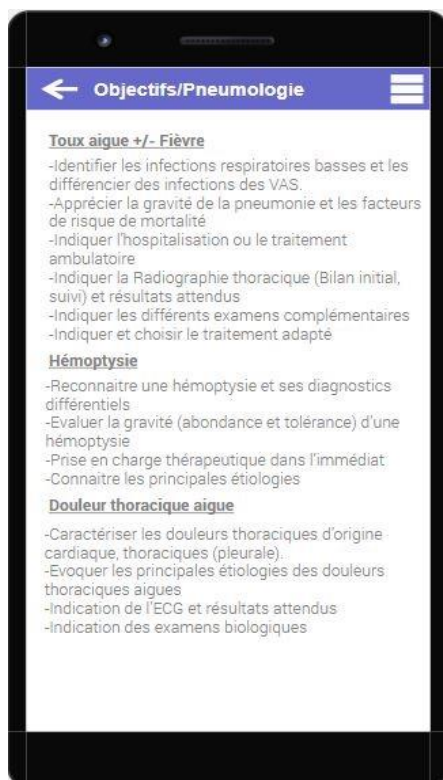 Objectifs/Pneumologie
Toux aigue +/- Fièvre
-Identifier les infections respiratoires basses et les
différencier des infections des VAS.
-Apprécier la gravité de la pneumonie et les facteurs
de risque de mortalité
-Indiquer l'hospitalisation ou le traitement
ambulatoire
-Indiquer la Radiographie thoracique (Bilan initial,
suivi) et résultats attendus
-Indiquer les différents examens complémentaires
-Indiquer et choisir le traitement adapté
Hémoptysie
-Reconnaitre une hémoptysie et ses diagnostics
différentiels
-Evaluer la gravité (abondance et tolérance) d'une
hémoptysie
-Prise en charge thérapeutique dans l'immédiat
-Connaitre les principales étiologies
Douleur thoracique aigue
-Caractériser les douleurs thoraciques d'origine
cardiaque, thoraciques (pleurale).
-Evoquer les principales étiologies des douleurs
thoraciques aigues
-Indication de l'ECG et résultats attendus
-Indication des examens biologiques